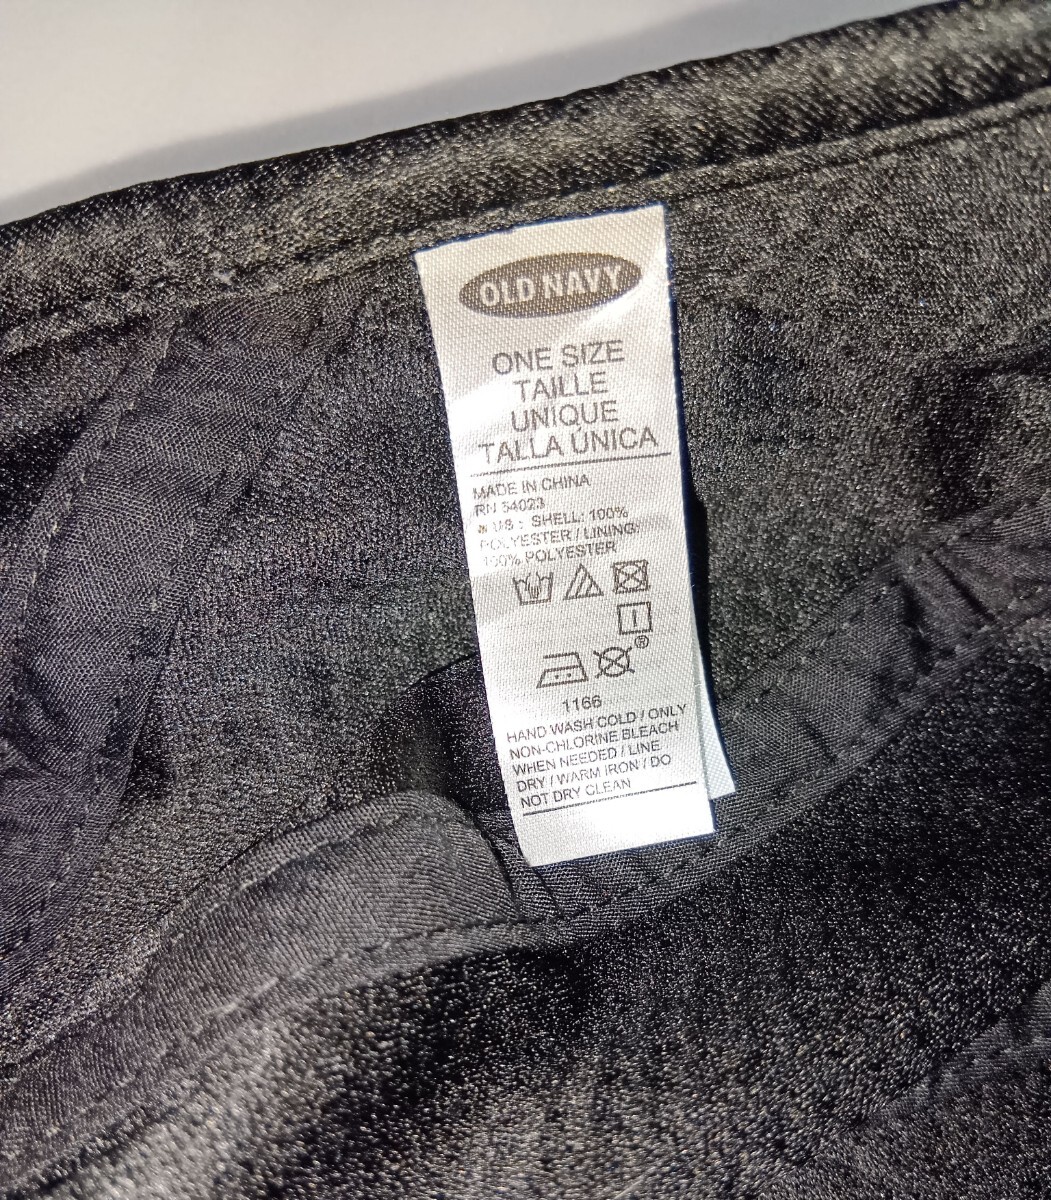 OLD NAVY
ONE SIZE
TAILLE
UNIQUE
TALLA ÚNICA
MADE IN CHINA
RN 54023
US : SHELL: 100%
POLYESTER / LINING:
100% POLYESTER
®
1166
HAND WASH COLD / ONLY
NON-CHLORINE BLEACH
WHEN NEEDED / LINE
DRY / WARM IRON / DO
NOT DRY CLEAN